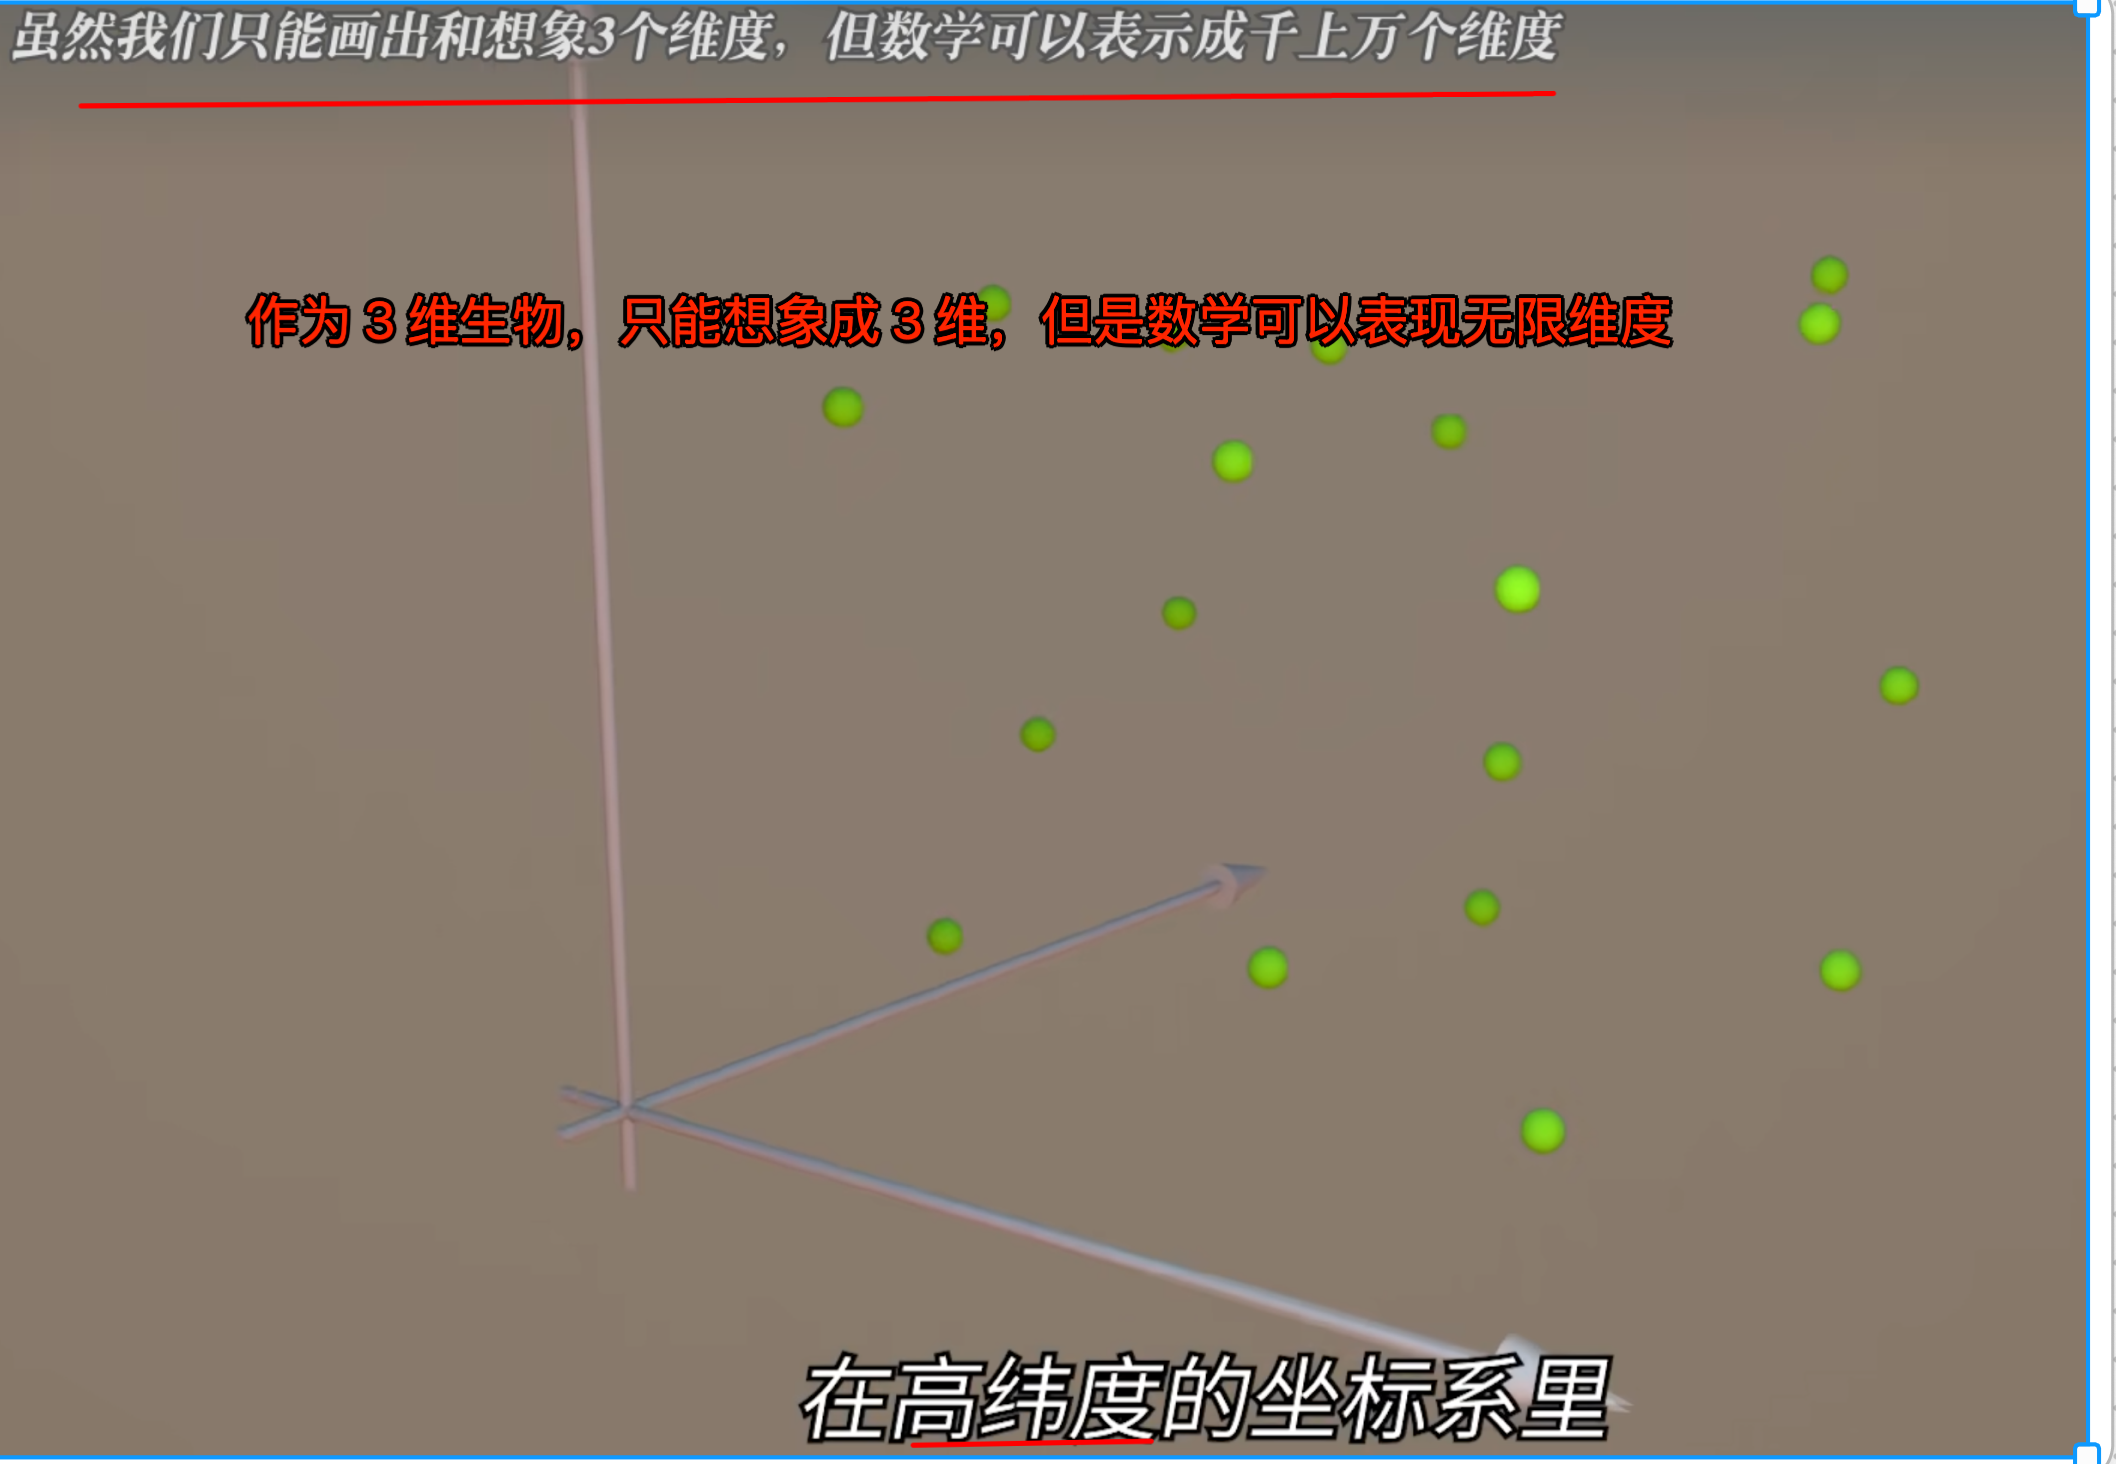 虽然我们只能画出和想象3个维度，但数学可以表示成千上万个维度
作为 3 维生物，只能想象成 3 维，但是数学可以表现无限维度
在高纬度的坐标系里